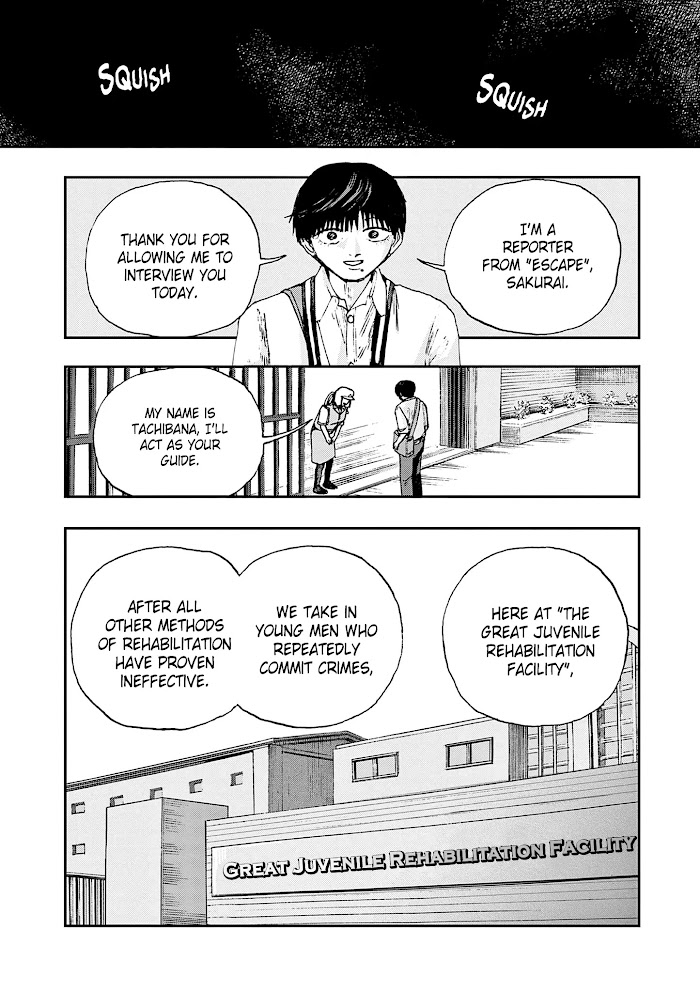 SQUISH
SQUISH
I'M A
REPORTER
FROM "ESCAPE",
SAKURAI.
THANK YOU FOR
ALLOWING ME TO
INTERVIEW YOU
TODAY.
MY NAME IS
TACHIBANA, I'LL
ACT AS YOUR
GUIDE.
HERE AT "THE
GREAT JUVENILE
REHABILITATION
FACILITY",
WE TAKE IN
YOUNG MEN WHO
REPEATEDLY
COMMIT CRIMES,
AFTER ALL
OTHER METHODS
OF REHABILITATION
HAVE PROVEN
INEFFECTIVE.
GREAT JUVENILE REHABILITATION FACILITY